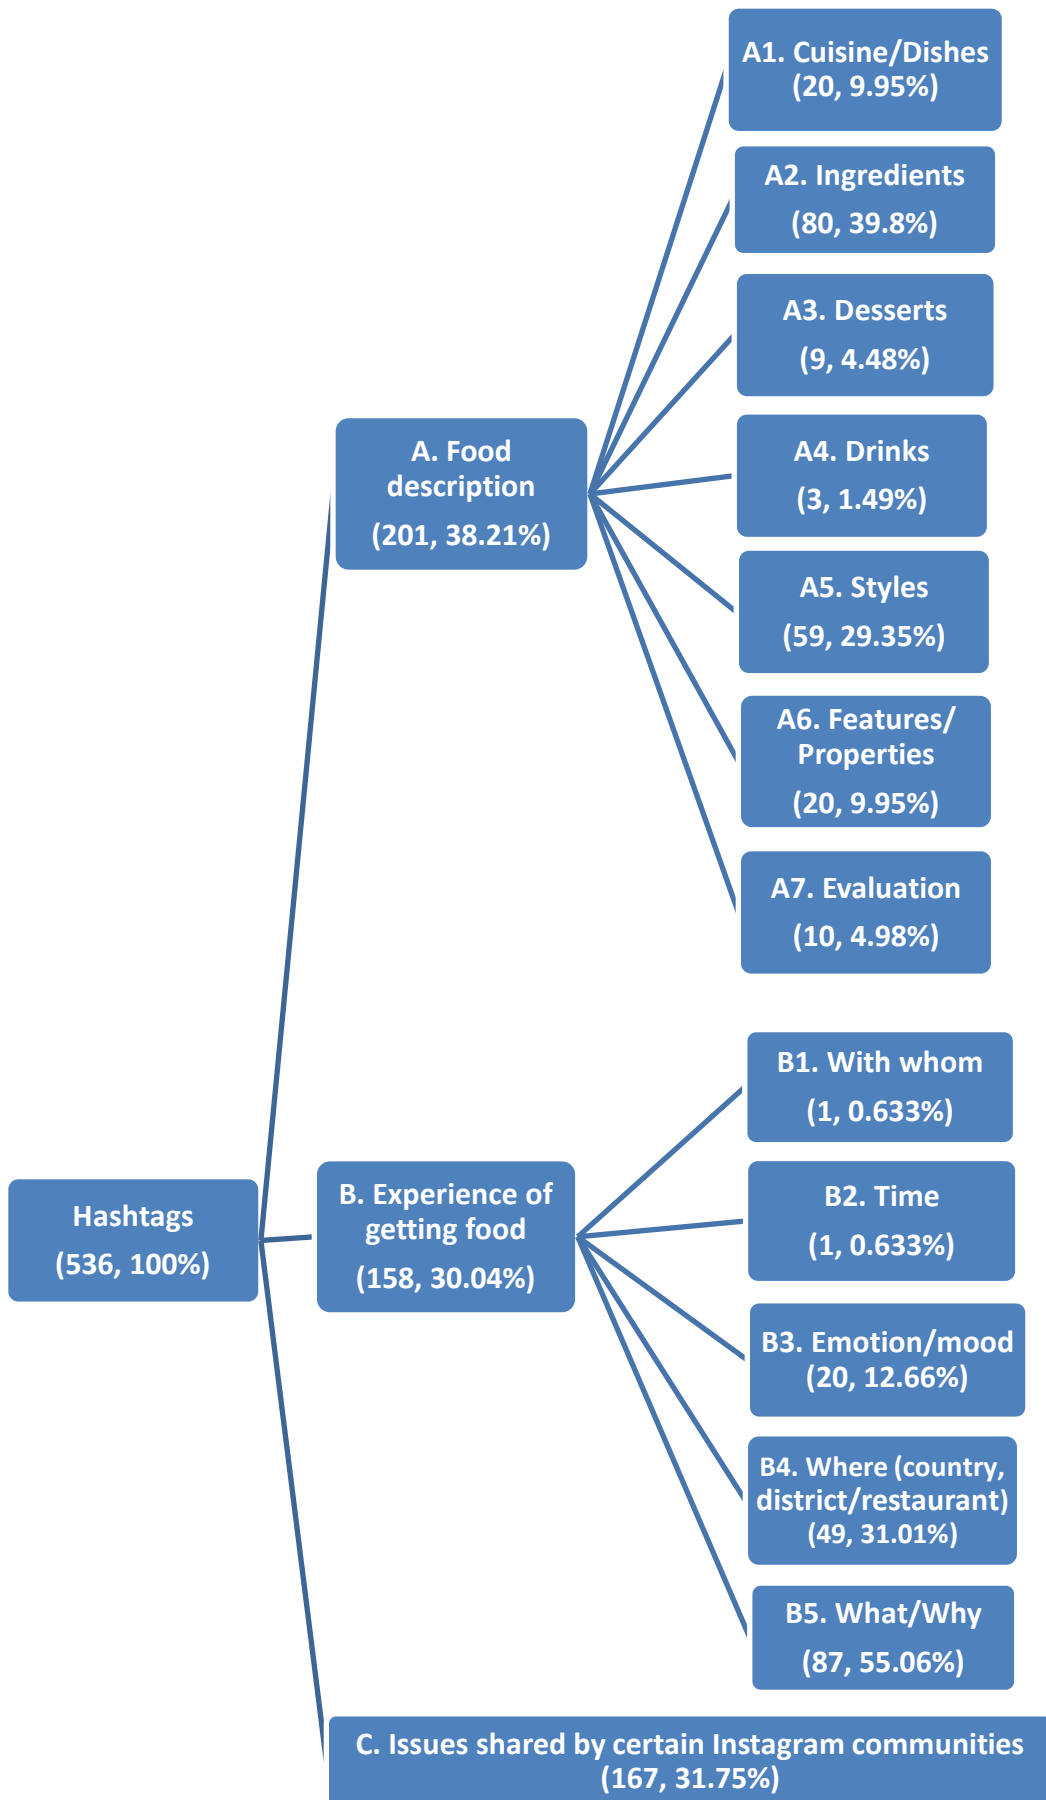 Hashtags
(536, 100%)
A. Food
description
(201, 38.21%)
A1. Cuisine/Dishes
(20, 9.95%)
A2. Ingredients
(80, 39.8%)
A3. Desserts
(9, 4.48%)
A4. Drinks
(3, 1.49%)
A5. Styles
(59, 29.35%)
A6. Features/
Properties
(20, 9.95%)
A7. Evaluation
(10, 4.98%)
B. Experience of
getting food
(158, 30.04%)
B1. With whom
(1, 0.633%)
B2. Time
(1, 0.633%)
B3. Emotion/mood
(20, 12.66%)
B4. Where (country,
district/restaurant)
(49, 31.01%)
B5. What/Why
(87, 55.06%)
C. Issues shared by certain Instagram communities
(167, 31.75%)